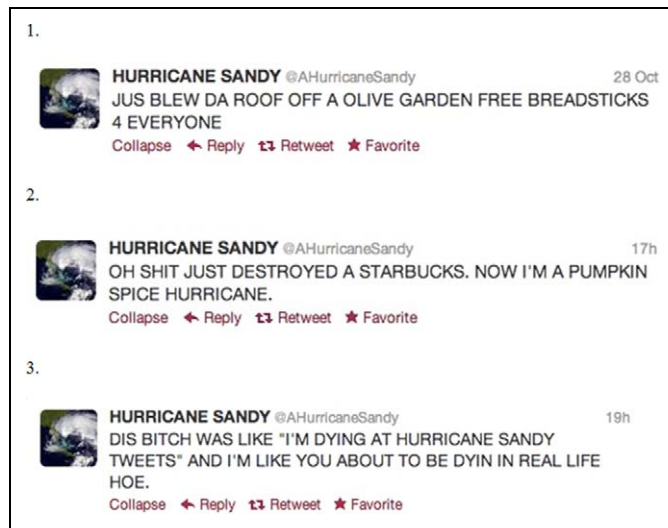 1.
HURRICANE SANDY @AHurricaneSandy 28 Oct
JUS BLEW DA ROOF OFF A OLIVE GARDEN FREE BREADSTICKS
4 EVERYONE
Collapse Reply Retweet Favorite
2.
HURRICANE SANDY @AHurricaneSandy 17h
OH SHIT JUST DESTROYED A STARBUCKS. NOW I'M A PUMPKIN
SPICE HURRICANE.
Collapse Reply Retweet Favorite
3.
HURRICANE SANDY @AHurricaneSandy 19h
DIS BITCH WAS LIKE "I'M DYING AT HURRICANE SANDY
TWEETS" AND I'M LIKE YOU ABOUT TO BE DYIN IN REAL LIFE
HOE.
Collapse Reply Retweet Favorite